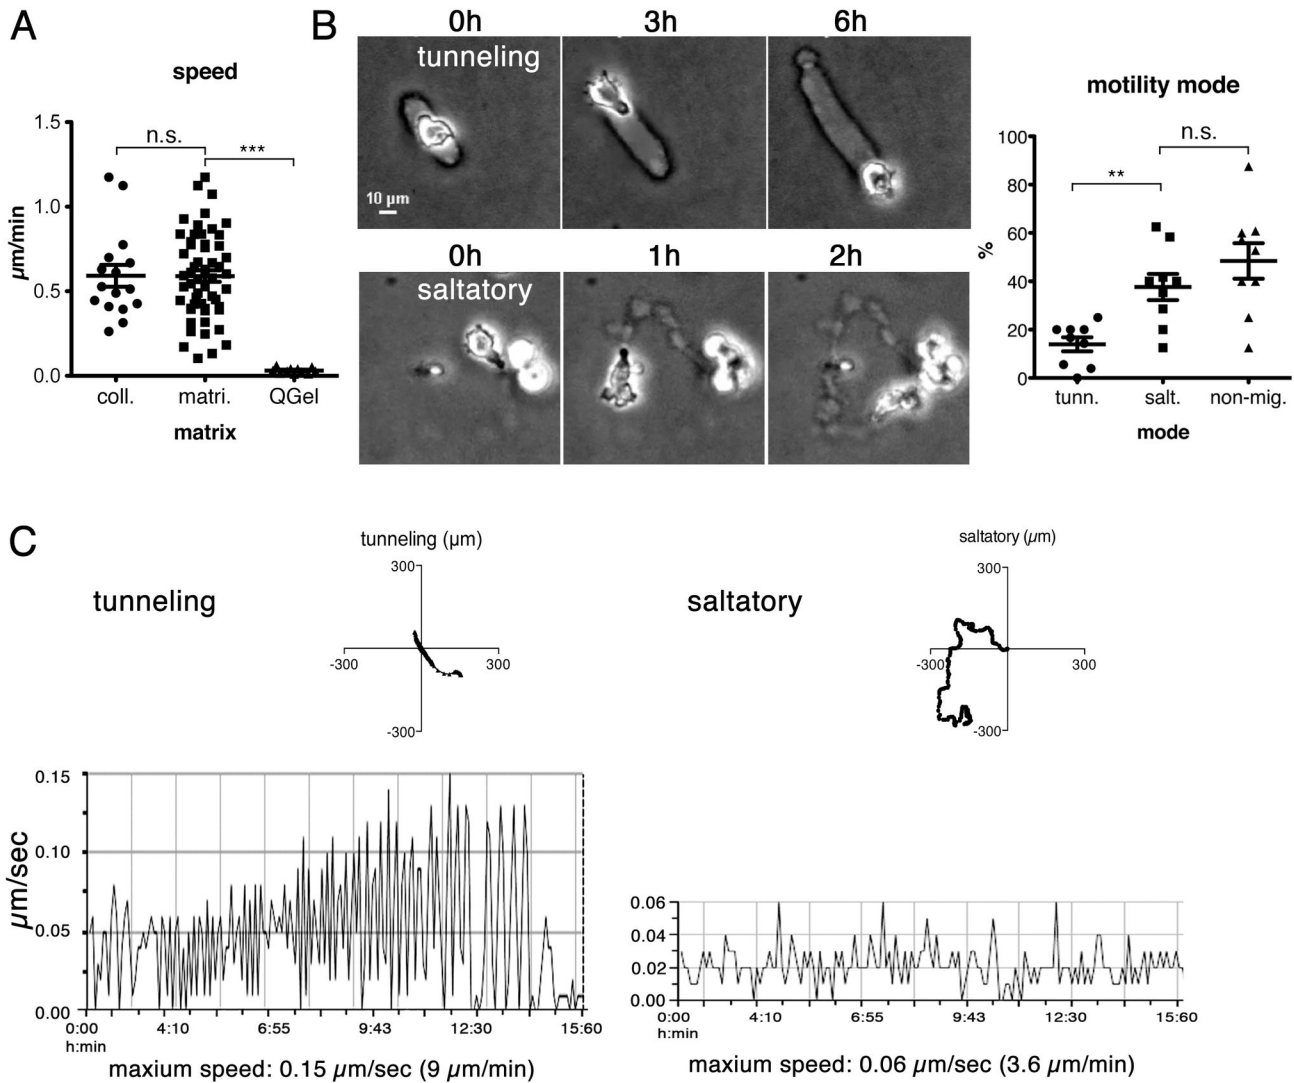 A
speed
1.5
1.0
0.5
0.0
µm/min
n.s.
***
coll.
matri.
QGel
matrix
B
0h
3h
6h
tunneling
10 µm
0h
1h
2h
saltatory
motility mode
100
80
60
40
20
0
%
**
n.s.
tunn.
salt.
non-mig.
mode
C
tunneling
tunneling (µm)
300
-300
300
-300
saltatory
saltatory (µm)
300
-300
300
-300
0.15
0.10
0.05
0.00
µm/sec
0:00
4:10
6:55
9:43
12:30
15:60
h:min
maxium speed: 0.15 µm/sec (9 µm/min)
0.06
0.04
0.02
0.00
0:00
4:10
6:55
9:43
12:30
15:60
h:min
maxium speed: 0.06 µm/sec (3.6 µm/min)